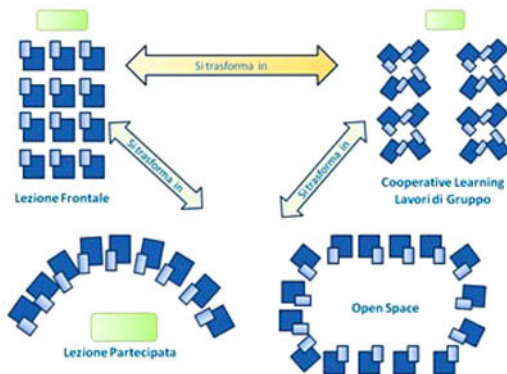 Si trasforma in
Lezione Frontale
Cooperative Learning
Lavori di Gruppo
Si trasforma in
Si trasforma in
Open Space
Lezione Partecipata